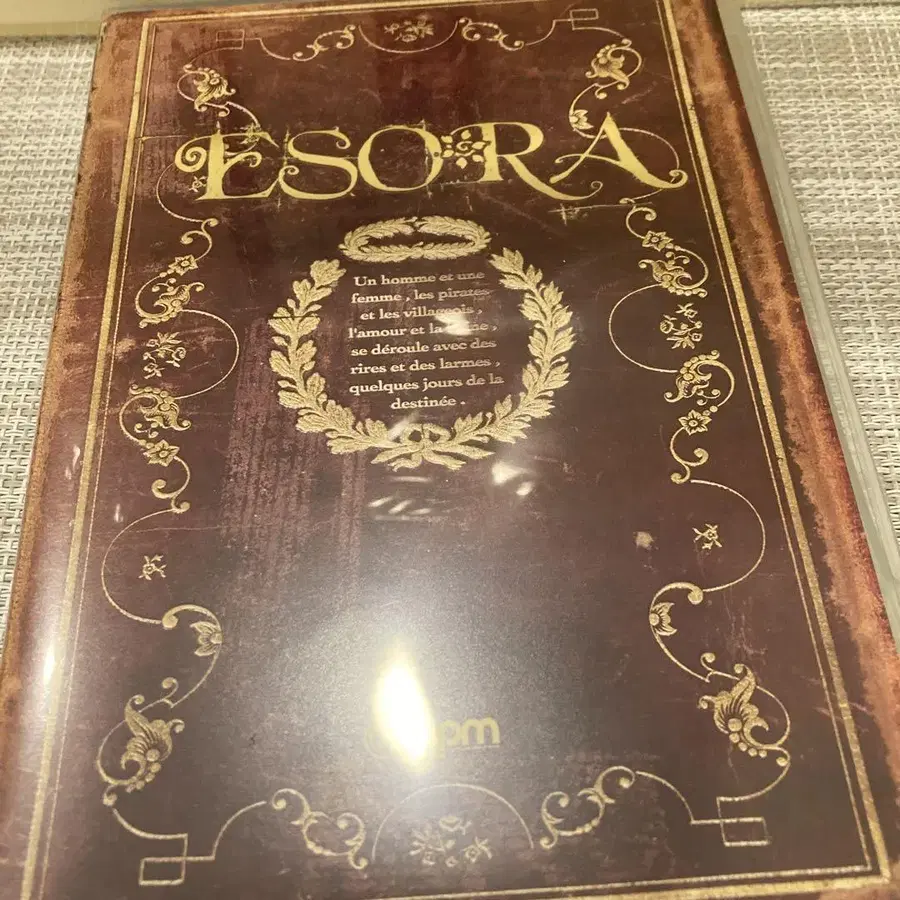 ESORA
Un homme et une
femme , les pirates
et les villageois ,
l'amour et la ,
se déroule avec des
rires et des larmes ,
quelques jours de la
destinée .
pm